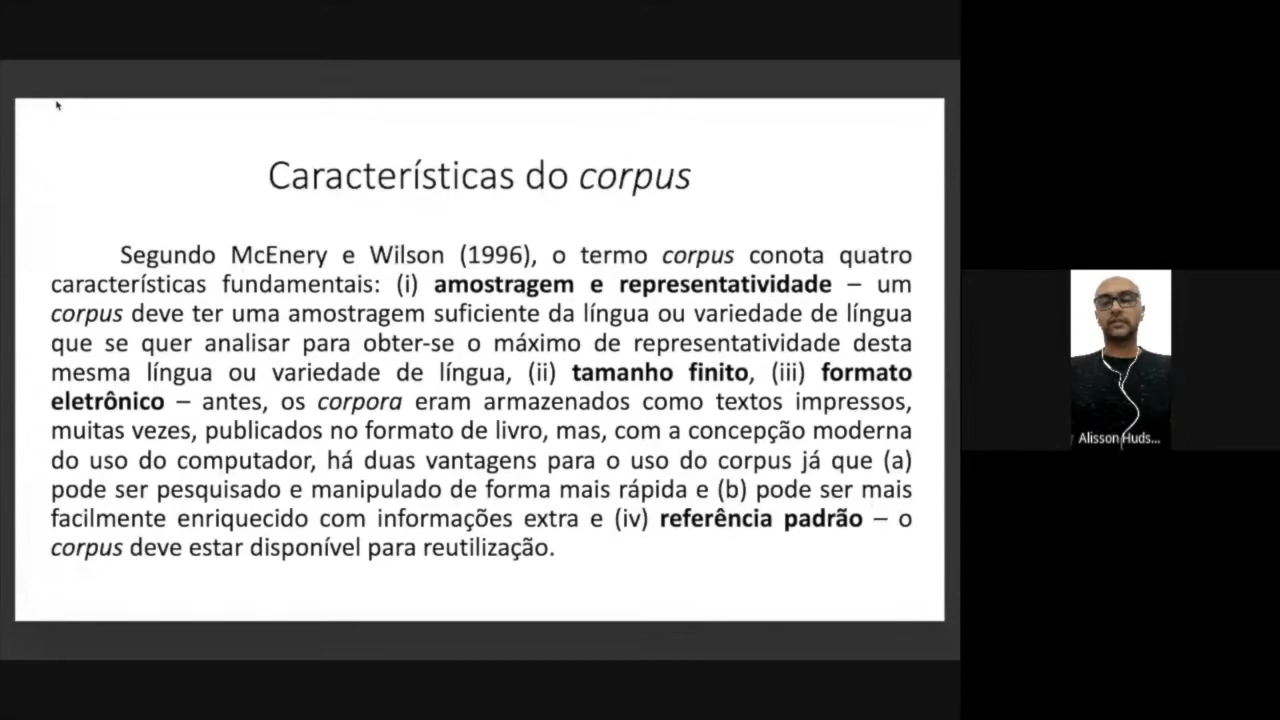 Características do corpus
Segundo McEnery e Wilson (1996), o termo corpus conota quatro
características fundamentais: (i) amostragem e representatividade – um
corpus deve ter uma amostragem suficiente da língua ou variedade de língua
que se quer analisar para obter-se o máximo de representatividade desta
mesma língua ou variedade de língua, (ii) tamanho finito, (iii) formato
eletrônico – antes, os corpora eram armazenados como textos impressos,
muitas vezes, publicados no formato de livro, mas, com a concepção moderna
do uso do computador, há duas vantagens para o uso do corpus já que (a)
pode ser pesquisado e manipulado de forma mais rápida e (b) pode ser mais
facilmente enriquecido com informações extra e (iv) referência padrão – o
corpus deve estar disponível para reutilização.
Alisson Huds...